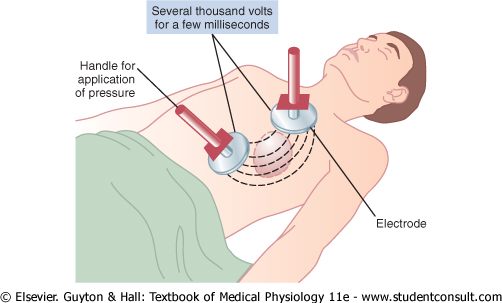 Several thousand volts
for a few milliseconds
Handle for
application
of pressure
Electrode
© Elsevier. Guyton & Hall: Textbook of Medical Physiology 11e - www.studentconsult.com